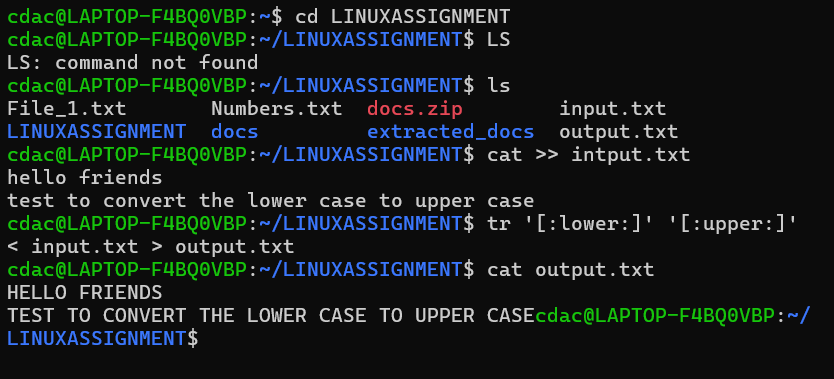 cdac@LAPTOP-F4BQ0VBP:~$ cd LINUXASSIGNMENT
cdac@LAPTOP-F4BQ0VBP:~/LINUXASSIGNMENT$ LS
LS: command not found
cdac@LAPTOP-F4BQ0VBP:~/LINUXASSIGNMENT$ ls
File_1.txt       Numbers.txt  docs.zip        input.txt
LINUXASSIGNMENT  docs         extracted_docs  output.txt
cdac@LAPTOP-F4BQ0VBP:~/LINUXASSIGNMENT$ cat >> intput.txt
hello friends
test to convert the lower case to upper case
cdac@LAPTOP-F4BQ0VBP:~/LINUXASSIGNMENT$ tr '[:lower:]' '[:upper:]'
< input.txt > output.txt
cdac@LAPTOP-F4BQ0VBP:~/LINUXASSIGNMENT$ cat output.txt
HELLO FRIENDS
TEST TO CONVERT THE LOWER CASE TO UPPER CASEcdac@LAPTOP-F4BQ0VBP:~/
LINUXASSIGNMENT$